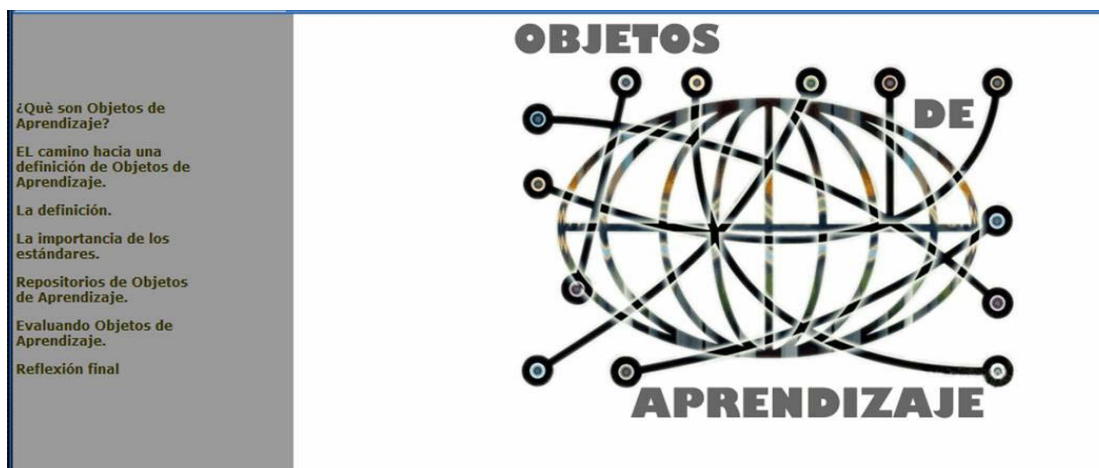 ¿Què son Objetos de
Aprendizaje?
EL camino hacia una
definición de Objetos de
Aprendizaje.
La definición.
La importancia de los
estándares.
Repositorios de Objetos
de Aprendizaje.
Evaluando Objetos de
Aprendizaje.
Reflexión final
OBJETOS
DE
APRENDIZAJE